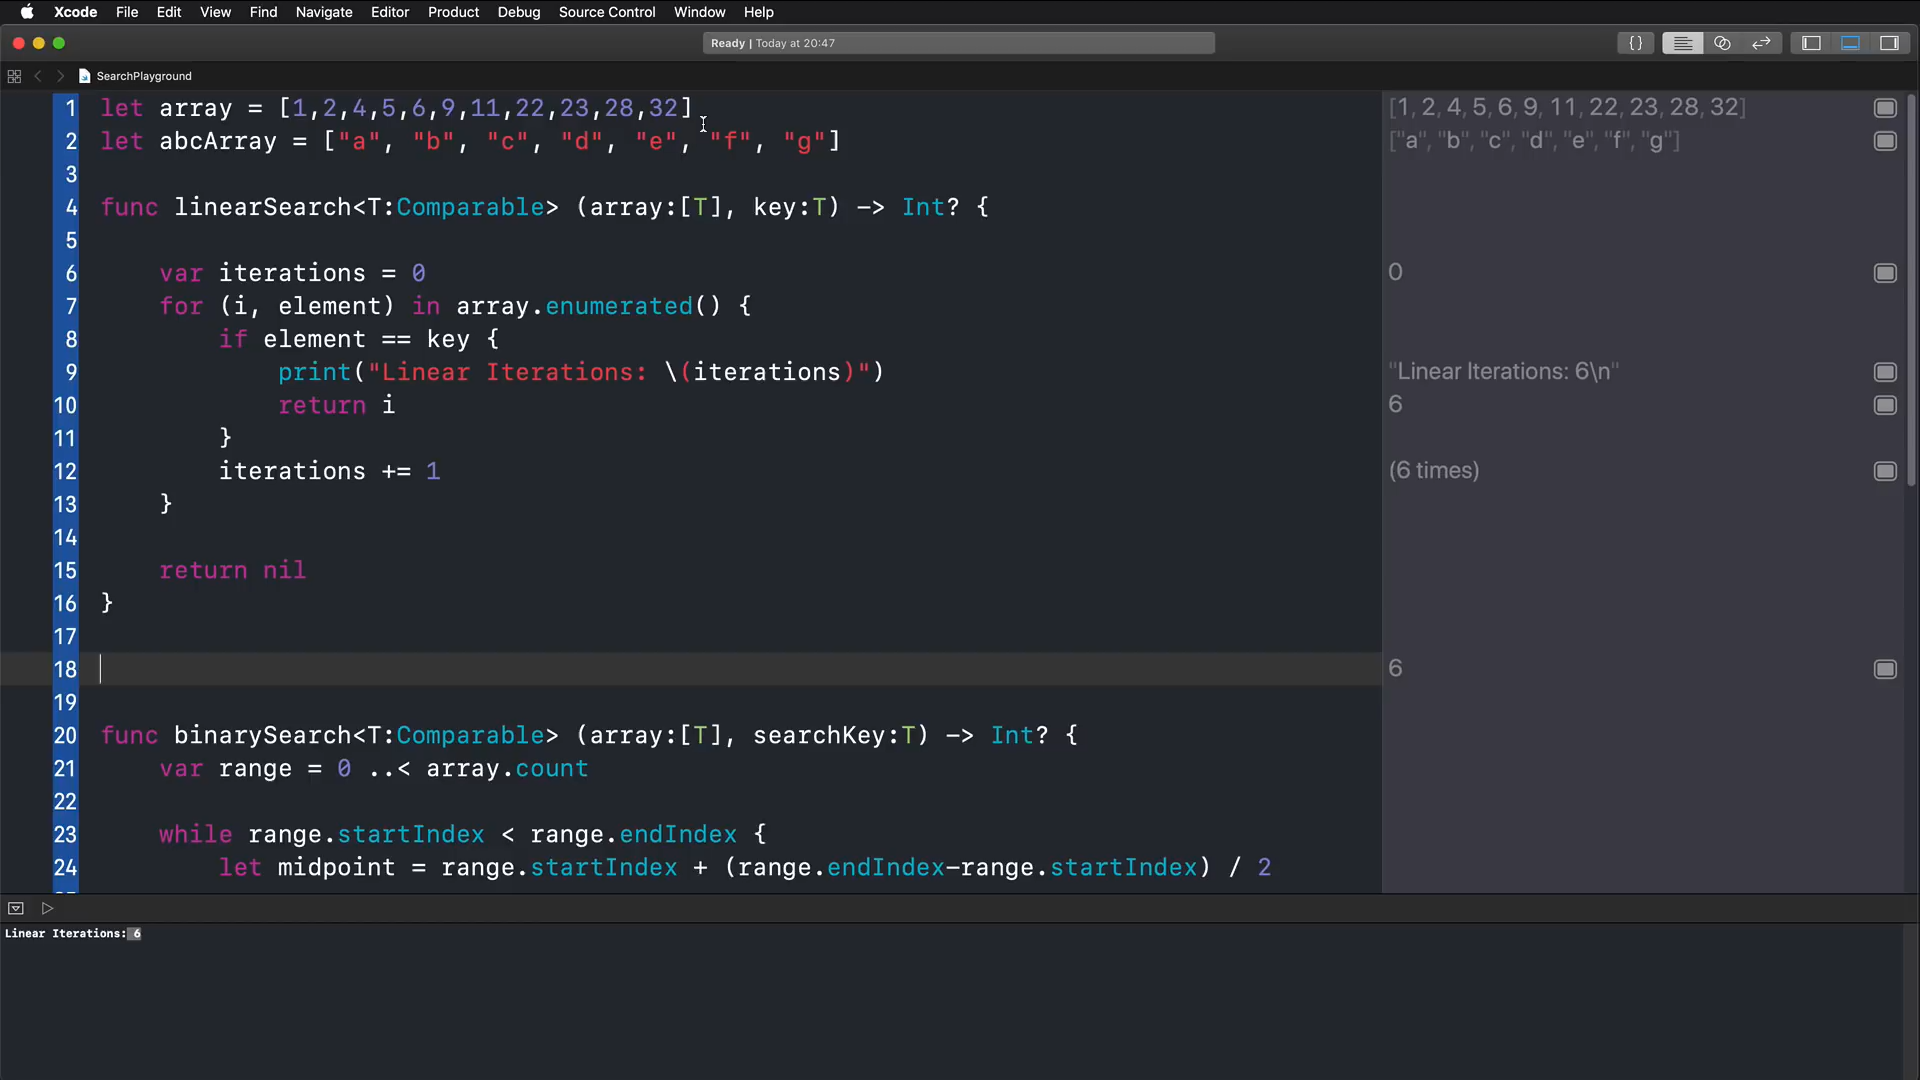 Xcode File Edit View Find Navigate Editor Product Debug Source Control Window Help
Ready | Today at 20:47
SearchPlayground
1 let array = [1,2,4,5,6,9,11,22,23,28,32] [1, 2, 4, 5, 6, 9, 11, 22, 23, 28, 32]
2 let abcArray = ["a", "b", "c", "d", "e", "f", "g"] ["a", "b", "c", "d", "e", "f", "g"]
3
4 func linearSearch<T:Comparable> (array:[T], key:T) -> Int? {
5
6 var iterations = 0 0
7 for (i, element) in array.enumerated() {
8 if element == key {
9 print("Linear Iterations: \(iterations)") "Linear Iterations: 6\n"
10 return i 6
11 }
12 iterations += 1 (6 times)
13 }
14
15 return nil
16 }
17
18 6
19
20 func binarySearch<T:Comparable> (array:[T], searchKey:T) -> Int? {
21 var range = 0 ..< array.count
22
23 while range.startIndex < range.endIndex {
24 let midpoint = range.startIndex + (range.endIndex-range.startIndex) / 2
Linear Iterations: 6